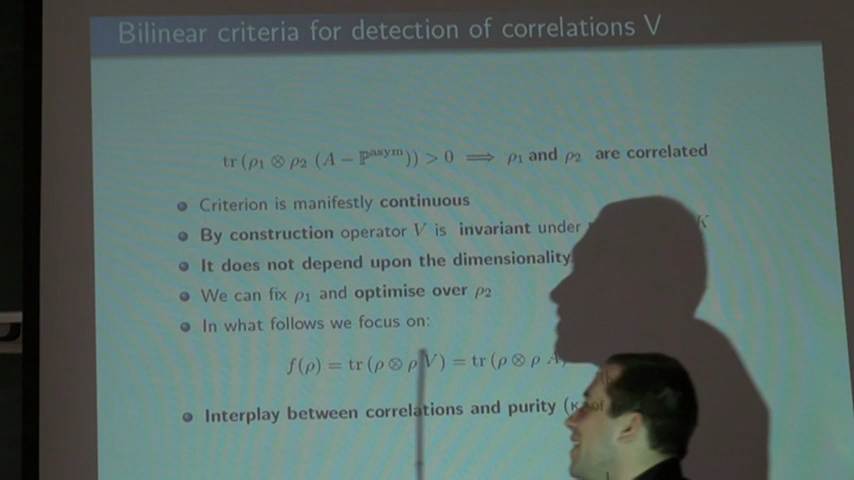 Bilinear criteria for detection of correlations V
tr (ρ₁ ⊗ ρ₂ (A − ℙᵃˢʸᵐ)) > 0 ⟹ ρ₁ and ρ₂ are correlated
Criterion is manifestly continuous
By construction operator V is invariant under K
It does not depend upon the dimensionality
We can fix ρ₁ and optimise over ρ₂
In what follows we focus on:
f(ρ) = tr (ρ ⊗ ρ V) = tr (ρ ⊗ ρ A
Interplay between correlations and purity (